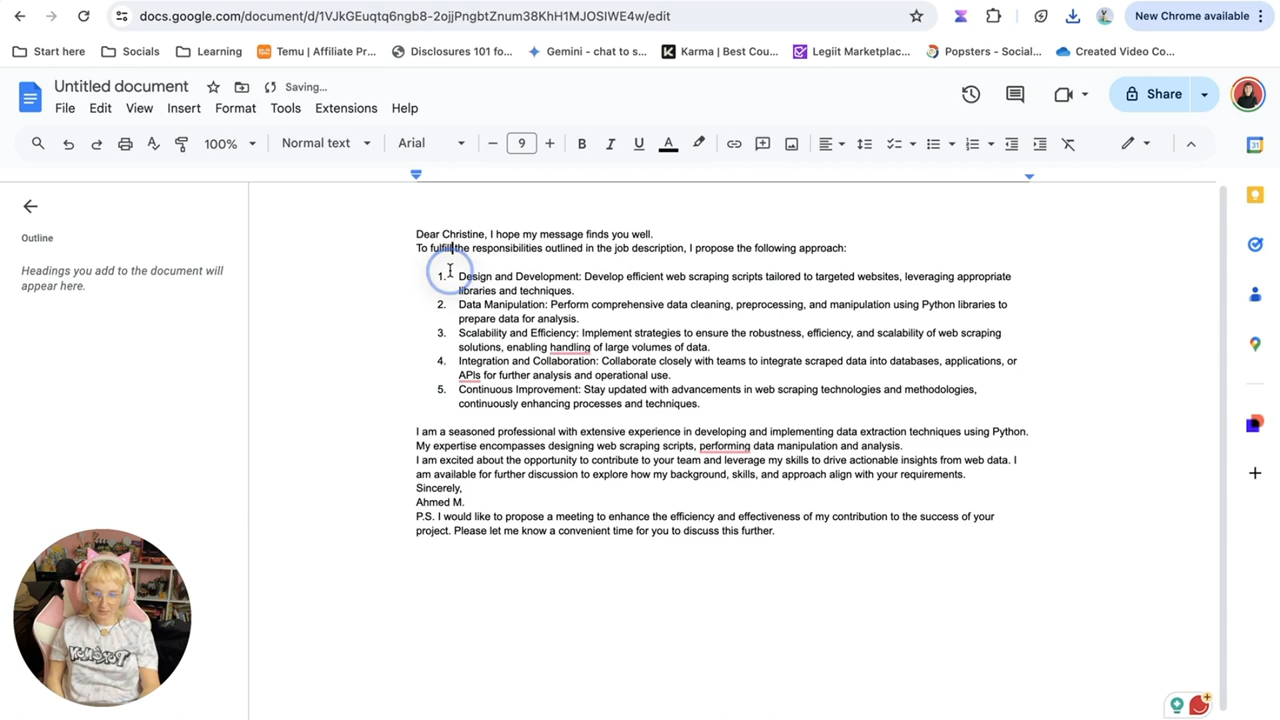 docs.google.com/document/d/1VJkGEuqtq6ngb8-2ojjPngbtZnum38KhH1MJOSIWE4w/edit
New Chrome available
Start here
Socials
Learning
Temu | Affiliate Pr...
Disclosures 101 fo...
Gemini - chat to s...
Karma | Best Cou...
Legiit Marketplac...
Popsters - Social...
Created Video Co...
Untitled document
Saving...
File Edit View Insert Format Tools Extensions Help
Share
100%
Normal text
Arial
9
B I U A
31
Outline
Headings you add to the document will
appear here.
Dear Christine, I hope my message finds you well.
To fulfill the responsibilities outlined in the job description, I propose the following approach:
1. Design and Development: Develop efficient web scraping scripts tailored to targeted websites, leveraging appropriate
libraries and techniques.
2. Data Manipulation: Perform comprehensive data cleaning, preprocessing, and manipulation using Python libraries to
prepare data for analysis.
3. Scalability and Efficiency: Implement strategies to ensure the robustness, efficiency, and scalability of web scraping
solutions, enabling handling of large volumes of data.
4. Integration and Collaboration: Collaborate closely with teams to integrate scraped data into databases, applications, or
APIs for further analysis and operational use.
5. Continuous Improvement: Stay updated with advancements in web scraping technologies and methodologies,
continuously enhancing processes and techniques.
I am a seasoned professional with extensive experience in developing and implementing data extraction techniques using Python.
My expertise encompasses designing web scraping scripts, performing data manipulation and analysis.
I am excited about the opportunity to contribute to your team and leverage my skills to drive actionable insights from web data. I
am available for further discussion to explore how my background, skills, and approach align with your requirements.
Sincerely,
Ahmed M.
P.S. I would like to propose a meeting to enhance the efficiency and effectiveness of my contribution to the success of your
project. Please let me know a convenient time for you to discuss this further.